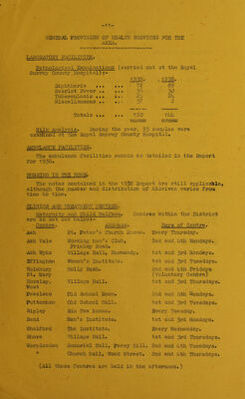 GENERAL PROVISION OF HEALTH SERVICES FOR THE
AREA.
LABORATORY FACILITIES.
Pathological Examinations (carried out at the Royal
Surrey County Hospital):-
Diphtheria
Scarlet Fever
Tuberculosis
Miscellaneous
Totals
Milk Analysis. During the year, 33 samples were
examined at the Royal Surrey County Hospital.
AMBULANCE FACILITIES.
The ambulance facilities remain as detailed in the Report
for 1936.
NURSING IN THE HOME.
The notes contained in the 1936 Report are still applicable,
although the number and distribution of District varies from
time to time.
CLINICS AND TREATMENT CENTRES.
Maternity and Child Welfare. Centres within the District
are as set out below:-
Centre. Address. Days of Centre.
Ash St. Peter's Church Room. Every Thursday.
Ash Vale Working Men's Club, 2nd and 4th Mondays.
Frimley Road.
Ash Wyke Village Hall, Normandy. 1st and 3rd Mondays.
Effingham Women's Institute. 1st and 3rd Tuesdays.
Holmbury St. Mary Holly Bank. 2nd and 4th Fridays
(Voluntary Centre)
Horsley, West Village Hall. 1st and 3rd Thursdays.
Ockham Old School Room. 2nd and 4th Mondays.
Puttenham Old School Hall. 1st and 3rd Thursdays.
Ripley Every Tuesday.
Send Men's Institute. 1st and 3rd Mondays.
Shalford The Institute. Every Wednesday.
Shere Village Hall. 1st and 3rd Thursdays.
Worplesdon Memorial Hall, Perry Hill. 2nd and 4th Tuesdays.
" Church Hall, Wood Street. 2nd and 4th Thursdays.
(All these Centres are held in the afternoon.)